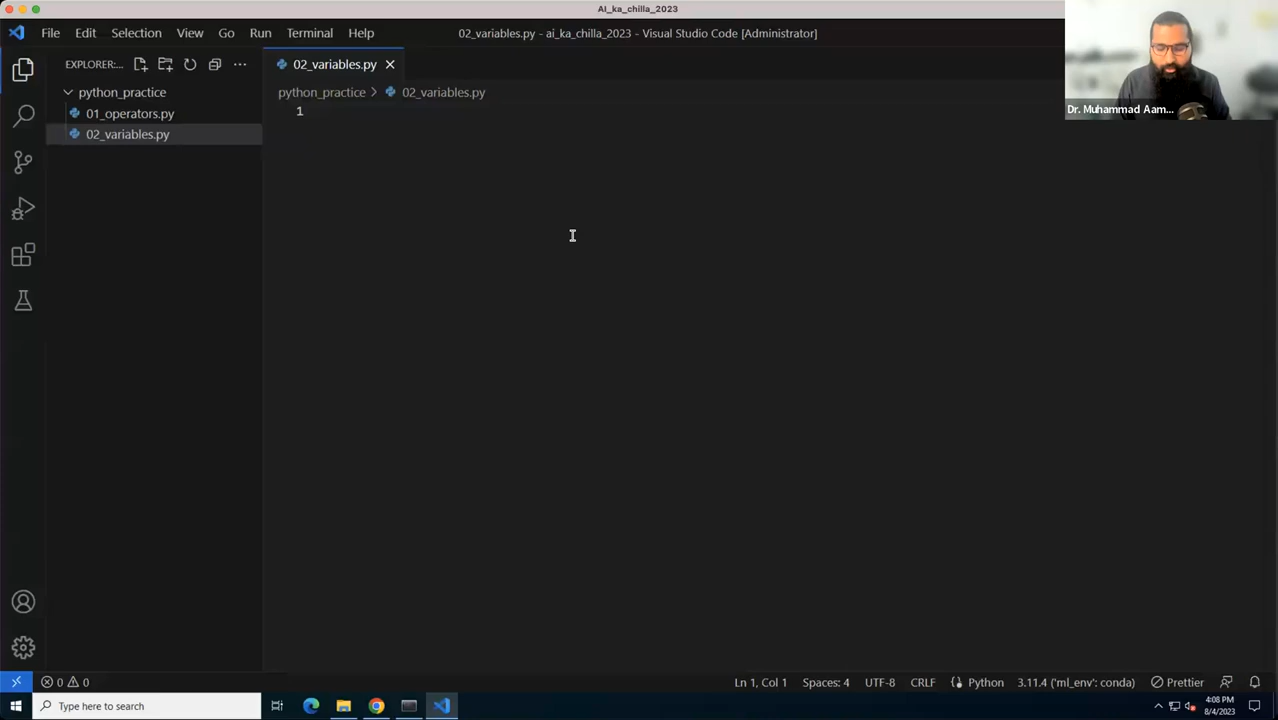 AI_ka_chilla_2023
File Edit Selection View Go Run Terminal Help
02_variables.py - ai_ka_chilla_2023 - Visual Studio Code [Administrator]
Dr. Muhammad Aam...
EXPLORER:...
02_variables.py
python_practice
01_operators.py
02_variables.py
python_practice > 02_variables.py
1
0 0
Ln 1, Col 1 Spaces: 4 UTF-8 CRLF {} Python 3.11.4 ('ml_env': conda) Prettier
Type here to search
4:08 PM
8/4/2023